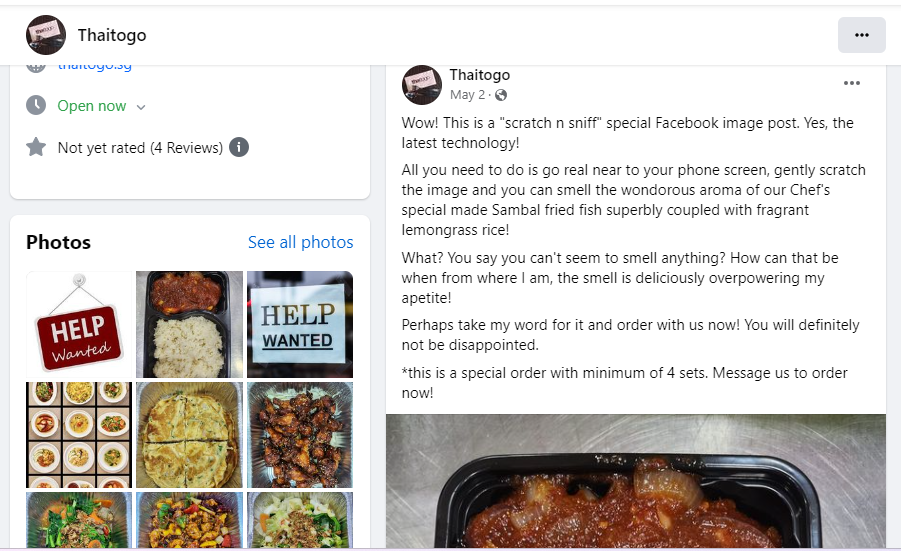 Thaitogo
thaitogo.sg
Open now
Not yet rated (4 Reviews)
Photos
See all photos
HELP
Wanted
HELP
WANTED
Thaitogo
May 2 ·
Wow! This is a "scratch n sniff" special Facebook image post. Yes, the
latest technology!
All you need to do is go real near to your phone screen, gently scratch
the image and you can smell the wondorous aroma of our Chef's
special made Sambal fried fish superbly coupled with fragrant
lemongrass rice!
What? You say you can't seem to smell anything? How can that be
when from where I am, the smell is deliciously overpowering my
apetite!
Perhaps take my word for it and order with us now! You will definitely
not be disappointed.
*this is a special order with minimum of 4 sets. Message us to order
now!